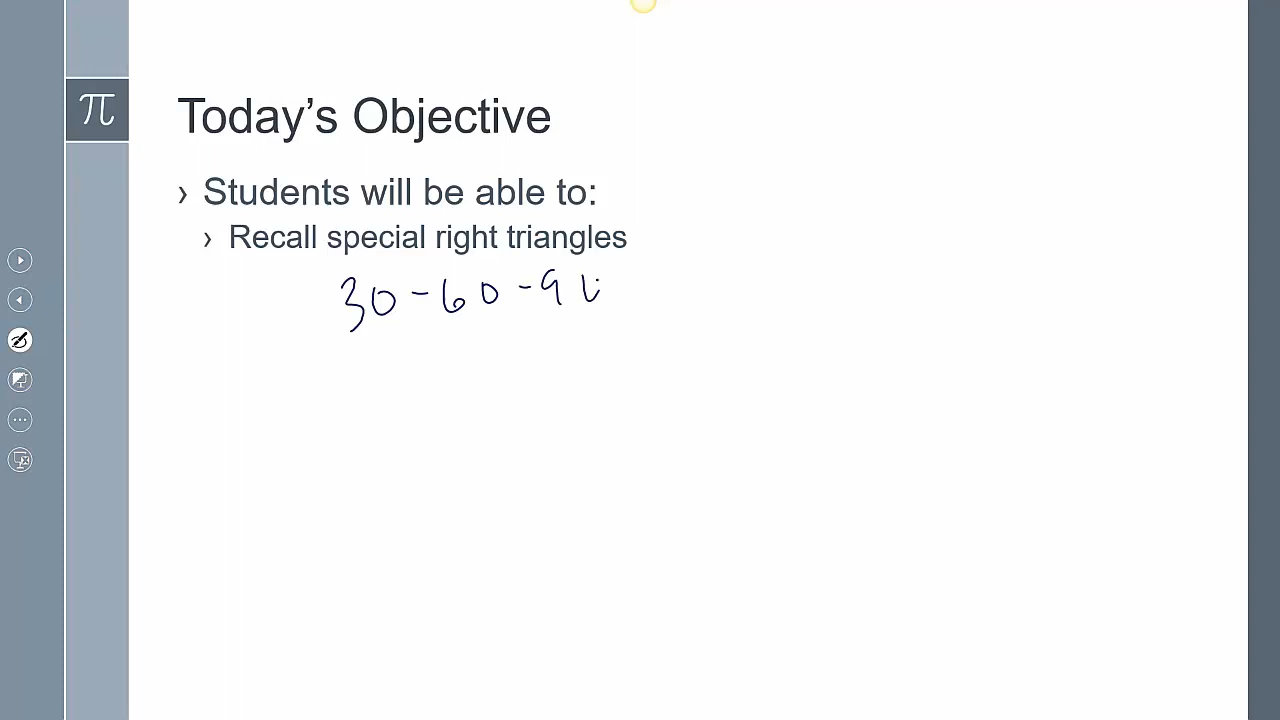 π
Today’s Objective
› Students will be able to:
› Recall special right triangles
30-60-9